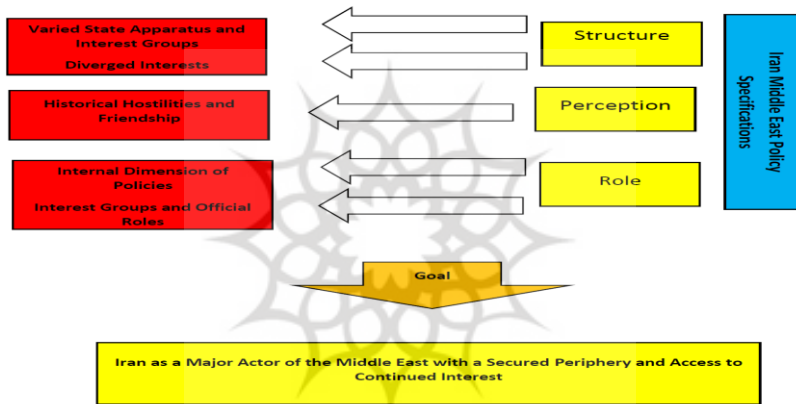 Varied State Apparatus and
Interest Groups
Diverged Interests
Structure
Historical Hostilities and
Friendship
Perception
Internal Dimension of
Policies
Interest Groups and Official
Roles
Role
Iran Middle East Policy
Specifications
Goal
Iran as a Major Actor of the Middle East with a Secured Periphery and Access to
Continued Interest